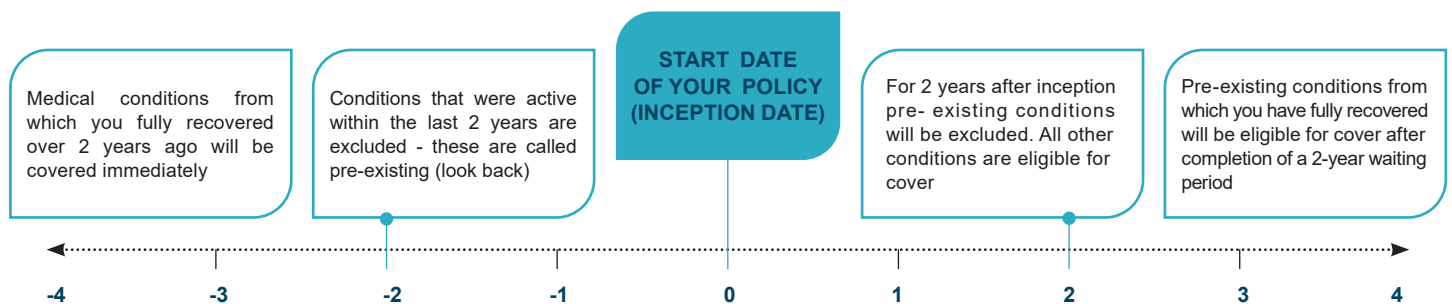 Medical conditions from
which you fully recovered
over 2 years ago will be
covered immediately
Conditions that were active
within the last 2 years are
excluded - these are called
pre-existing (look back)
START DATE
OF YOUR POLICY
(INCEPTION DATE)
For 2 years after inception
pre- existing conditions
will be excluded. All other
conditions are eligible for
cover
Pre-existing conditions from
which you have fully recovered
will be eligible for cover after
completion of a 2-year waiting
period
-4 -3 -2 -1 0 1 2 3 4